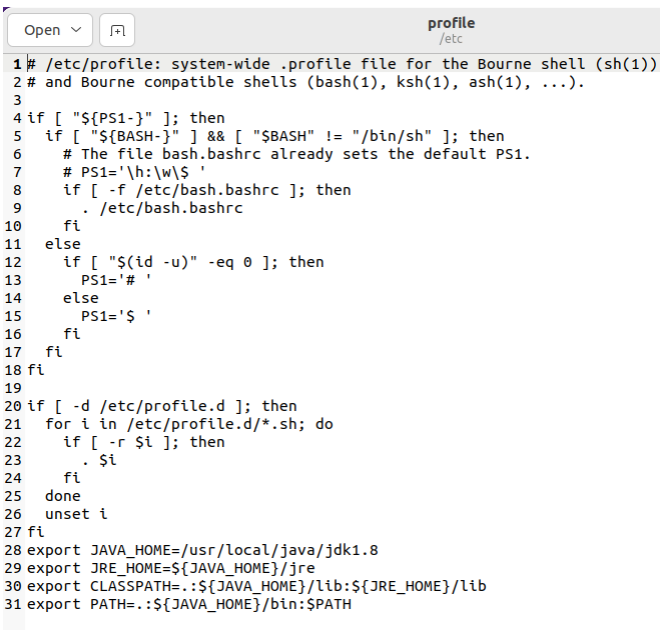 Open
profile
/etc
1 # /etc/profile: system-wide .profile file for the Bourne shell (sh(1))
2 # and Bourne compatible shells (bash(1), ksh(1), ash(1), ...).
3
4 if [ "${PS1-}" ]; then
5   if [ "${BASH-}" ] && [ "$BASH" != "/bin/sh" ]; then
6     # The file bash.bashrc already sets the default PS1.
7     # PS1='\h:\w\$ '
8     if [ -f /etc/bash.bashrc ]; then
9       . /etc/bash.bashrc
10     fi
11   else
12     if [ "$(id -u)" -eq 0 ]; then
13       PS1='# '
14     else
15       PS1='$ '
16     fi
17   fi
18 fi
19
20 if [ -d /etc/profile.d ]; then
21   for i in /etc/profile.d/*.sh; do
22     if [ -r $i ]; then
23       . $i
24     fi
25   done
26   unset i
27 fi
28 export JAVA_HOME=/usr/local/java/jdk1.8
29 export JRE_HOME=${JAVA_HOME}/jre
30 export CLASSPATH=.:${JAVA_HOME}/lib:${JRE_HOME}/lib
31 export PATH=.:${JAVA_HOME}/bin:$PATH